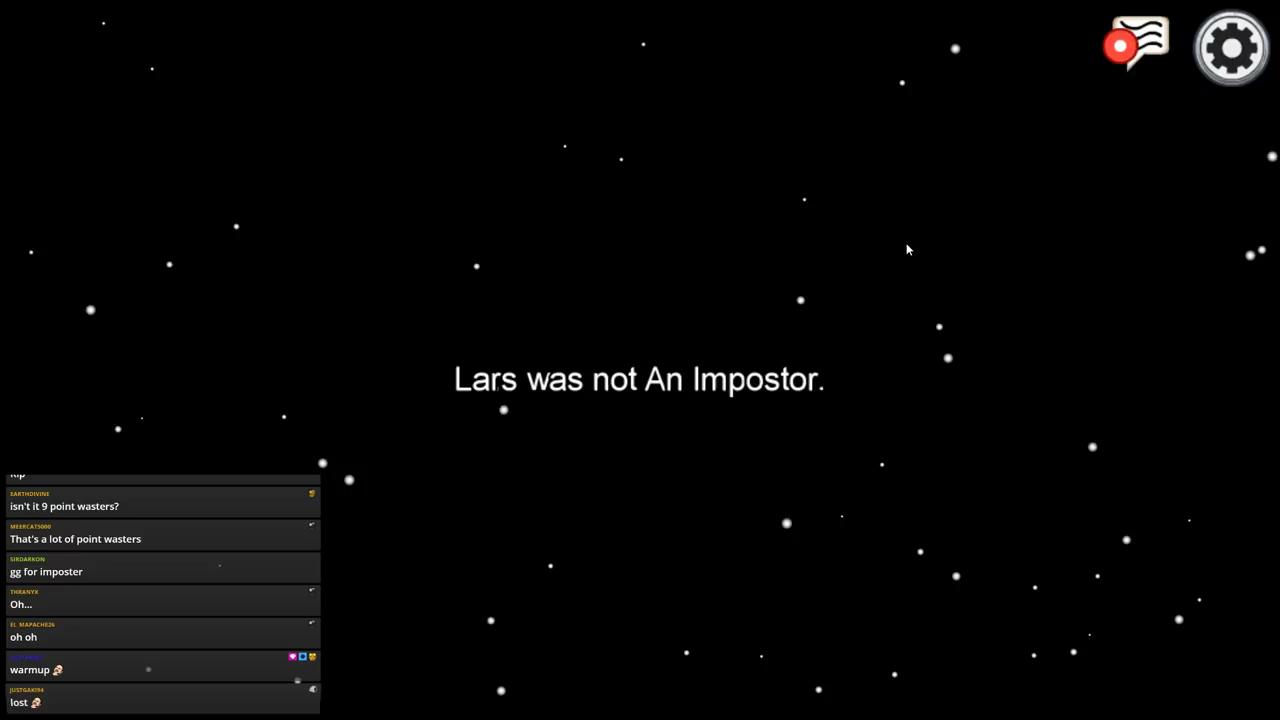 Lars was not An Impostor.
EARTHDIVINE
isn't it 9 point wasters?
MEERCAT5000
That's a lot of point wasters
SIRDARKON
gg for imposter
THRANYX
Oh...
EL_MAPACHE26
oh oh
warmup
JUSTGAKI94
lost